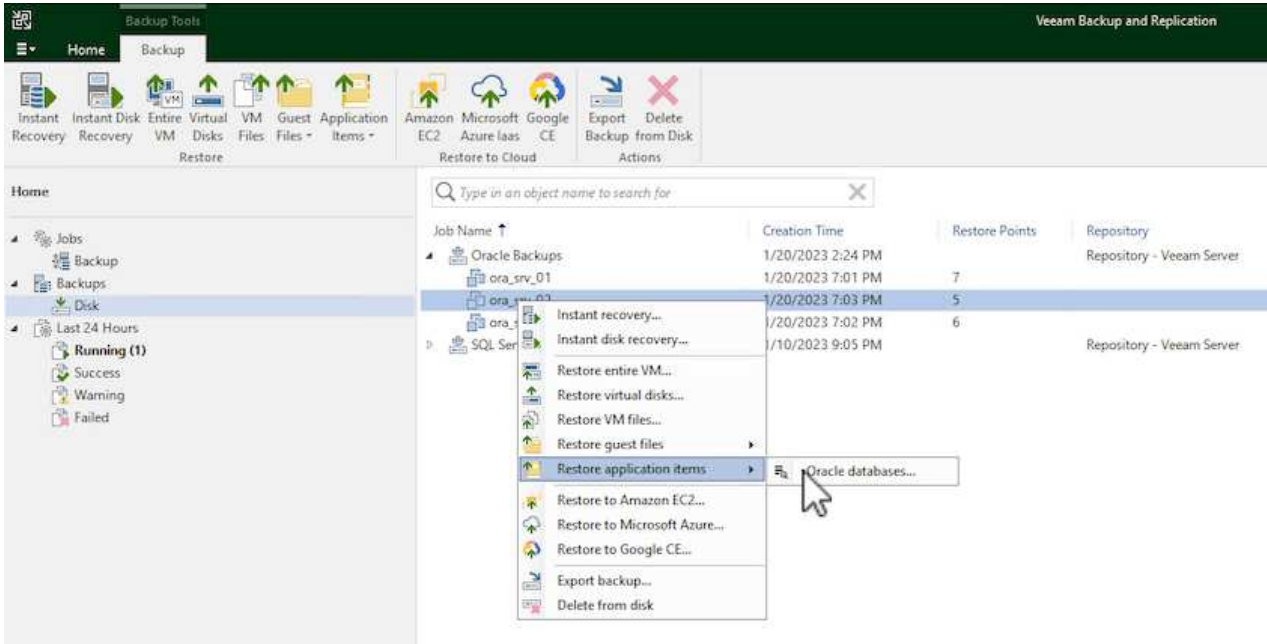 Backup Tools
Veeam Backup and Replication
Home Backup
Instant Recovery
Instant Disk Recovery
Entire VM
Virtual Disks
VM Files
Guest Files
Application Items
Amazon EC2
Microsoft Azure Iaas
Google CE
Export Backup
Delete from Disk
Restore
Restore to Cloud
Actions
Home
Type in an object name to search for
Jobs
Backup
Backups
Disk
Last 24 Hours
Running (1)
Success
Warning
Failed
Job Name Creation Time Restore Points Repository
Oracle Backups 1/20/2023 2:24 PM Repository - Veeam Server
ora_srv_01 1/20/2023 7:01 PM 7
ora_srv_02 1/20/2023 7:03 PM 5
1/20/2023 7:02 PM 6
SQL 1/10/2023 9:05 PM Repository - Veeam Server
Instant recovery...
Instant disk recovery...
Restore entire VM...
Restore virtual disks...
Restore VM files...
Restore guest files
Restore application items
Oracle databases...
Restore to Amazon EC2...
Restore to Microsoft Azure...
Restore to Google CE...
Export backup...
Delete from disk